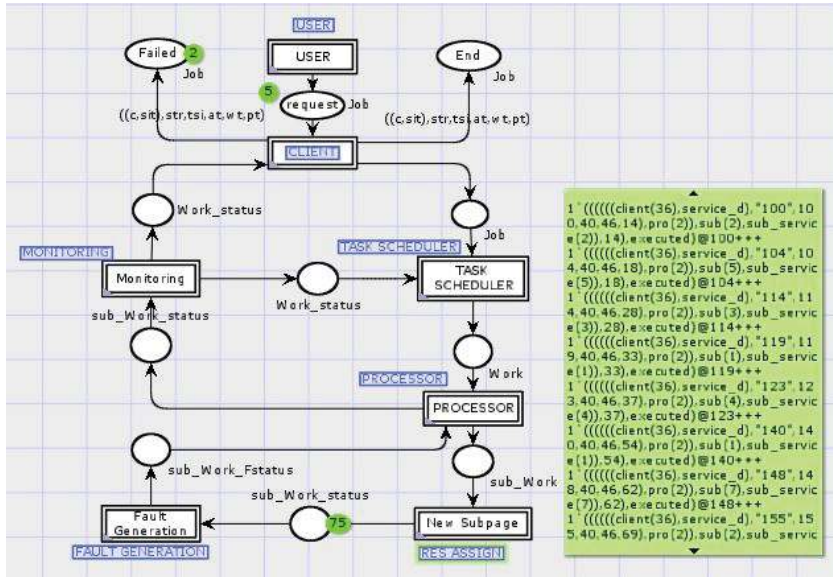 USER
Failed
2
Job
USER
End
Job
5
request
Job
((c,sit),str,tsi,at,wt,pt)
((c,sit),str,tsi,at,wt,pt)
CLIENT
Work_status
Job
MONITORING
TASK SCHEDULER
Monitoring
TASK
SCHEDULER
Work_status
sub_Work_status
Work
PROCESSOR
PROCESSOR
sub_Work_Fstatus
sub_Work
sub_Work_status
Fault
Generation
75
New Subpage
FAULT GENERATION
RES ASSIGN
1`((((((client(36),service_d),"100",10
0,40,46,14),pro(2)),sub(2),sub_servic
e(2)),14),executed)@100+++
1`((((((client(36),service_d),"104",10
4,40,46,18),pro(2)),sub(5),sub_servic
e(5)),18),executed)@104+++
1`((((((client(36),service_d),"114",11
4,40,46,28),pro(2)),sub(3),sub_servic
e(3)),28),executed)@114+++
1`((((((client(36),service_d),"119",11
9,40,46,33),pro(2)),sub(1),sub_servic
e(1)),33),executed)@119+++
1`((((((client(36),service_d),"123",12
3,40,46,37),pro(2)),sub(4),sub_servic
e(4)),37),executed)@123+++
1`((((((client(36),service_d),"140",14
0,40,46,54),pro(2)),sub(1),sub_servic
e(1)),54),executed)@140+++
1`((((((client(36),service_d),"148",14
8,40,46,62),pro(2)),sub(7),sub_servic
e(7)),62),executed)@148+++
1`((((((client(36),service_d),"155",15
5,40,46,69),pro(2)),sub(2),sub_servic